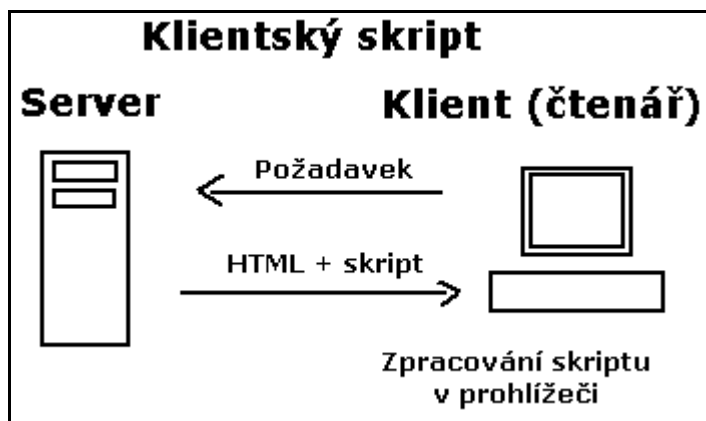 Klientský skript
Server
Klient (čtenář)
Požadavek
HTML + skript
Zpracování skriptu
v prohlížeči